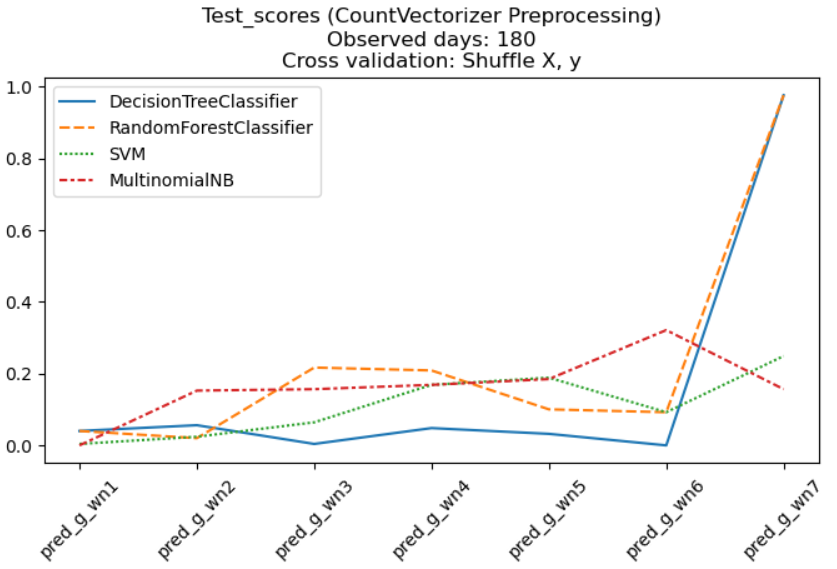 Test_scores (CountVectorizer Preprocessing)
Observed days: 180
Cross validation: Shuffle X, y
1.0
0.8
0.6
0.4
0.2
0.0
DecisionTreeClassifier
RandomForestClassifier
SVM
MultinomialNB
pred_g_wn1
pred_g_wn2
pred_g_wn3
pred_g_wn4
pred_g_wn5
pred_g_wn6
pred_g_wn7